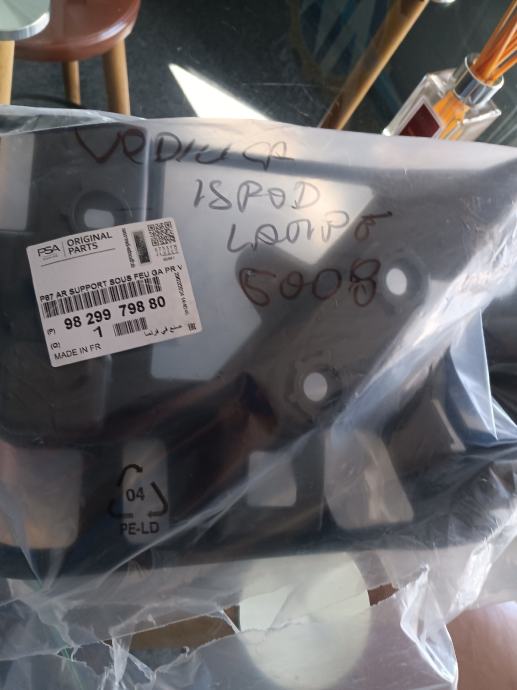 ISPOD
LAMPE
5008
PSA
ORIGINAL
PARTS
P87 AR SUPPORT SOUS FEU GA PR V
(P) 98 299 798 80
(Q) 1
صنع في فرنسا
MADE IN FR
04
PE-LD